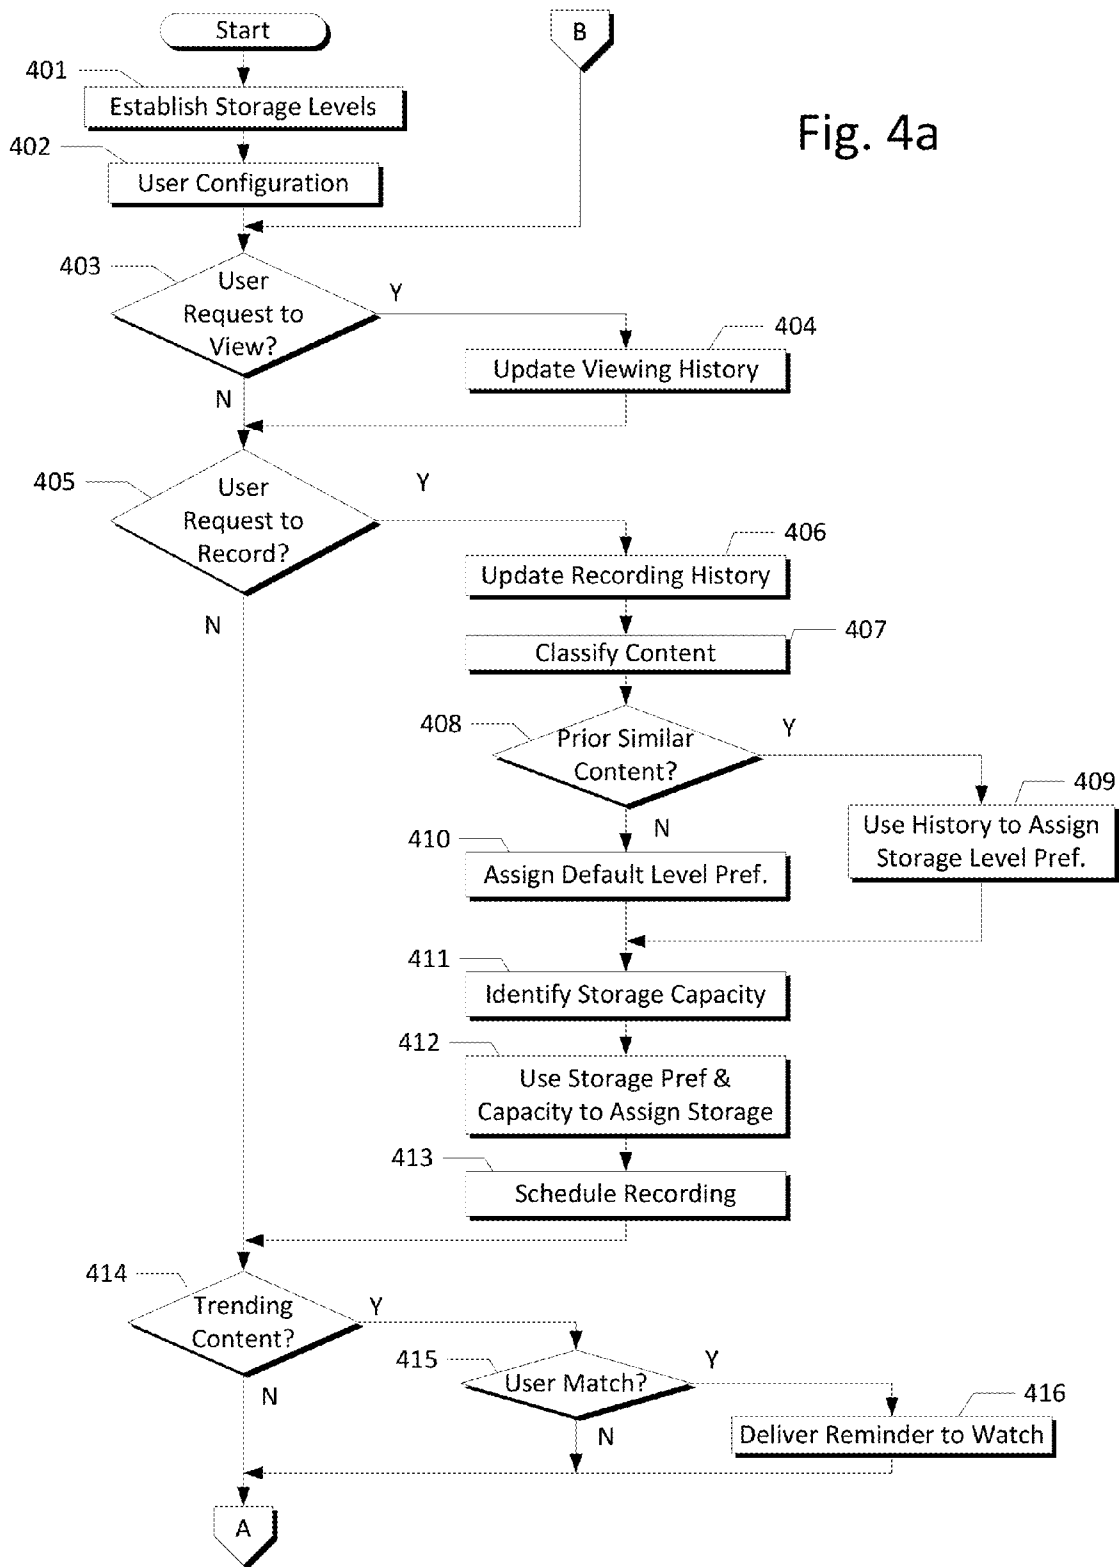 Start
B
401
Establish Storage Levels
Fig. 4a
402
User Configuration
403
User
Request to
View?
Y
404
Update Viewing History
N
405
User
Request to
Record?
Y
406
Update Recording History
N
407
Classify Content
408
Prior Similar
Content?
Y
409
Use History to Assign
Storage Level Pref.
N
410
Assign Default Level Pref.
411
Identify Storage Capacity
412
Use Storage Pref &
Capacity to Assign Storage
413
Schedule Recording
414
Trending
Content?
Y
415
User Match?
Y
416
Deliver Reminder to Watch
N
N
A